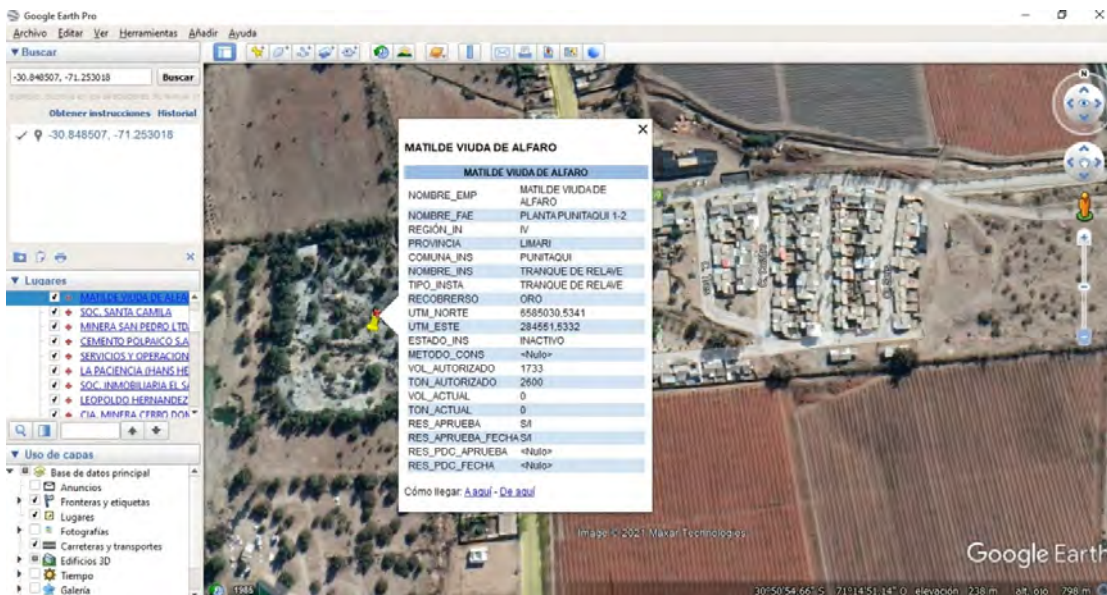 Google Earth Pro
Archivo Editar Ver Herramientas Añadir Ayuda
Buscar
-30.848507, -71.253018 Buscar
Obtener instrucciones Historial
-30.848507, -71.253018
Lugares
MATILDE VIUDA DE ALFA
SOC. SANTA CAMILA
MINERA SAN PEDRO LTD
CEMENTO POLPAICO S.A
SERVICIOS Y OPERACION
LA PACIENCIA (HANS HE
SOC. INMOBILIARIA EL SA
LEOPOLDO HERNANDEZ
CIA. MINERA CERRO DON
Uso de capas
Base de datos principal
Anuncios
Fronteras y etiquetas
Lugares
Fotografías
Carreteras y transportes
Edificios 3D
Tiempo
Galería
MATILDE VIUDA DE ALFARO
MATILDE VIUDA DE ALFARO
NOMBRE_EMP MATILDE VIUDA DE ALFARO
NOMBRE_FAE PLANTA PUNITAQUI 1-2
REGIÓN_IN IV
PROVINCIA LIMARI
COMUNA_INS PUNITAQUI
NOMBRE_INS TRANQUE DE RELAVE
TIPO_INSTA TRANQUE DE RELAVE
RECOBRERSO ORO
UTM_NORTE 6585030,5341
UTM_ESTE 284551,5332
ESTADO_INS INACTIVO
METODO_CONS <Nulo>
VOL_AUTORIZADO 1733
TON_AUTORIZADO 2600
VOL_ACTUAL 0
TON_ACTUAL 0
RES_APRUEBA S/I
RES_APRUEBA_FECHA S/I
RES_PDC_APRUEBA <Nulo>
RES_PDC_FECHA <Nulo>
Cómo llegar: A aquí - De aquí
N
Image © 2021 Maxar Technologies
Google Earth
1985
30°50'54.66" S 71°14'51.14" O elevación 238 m alt. ojo 798 m